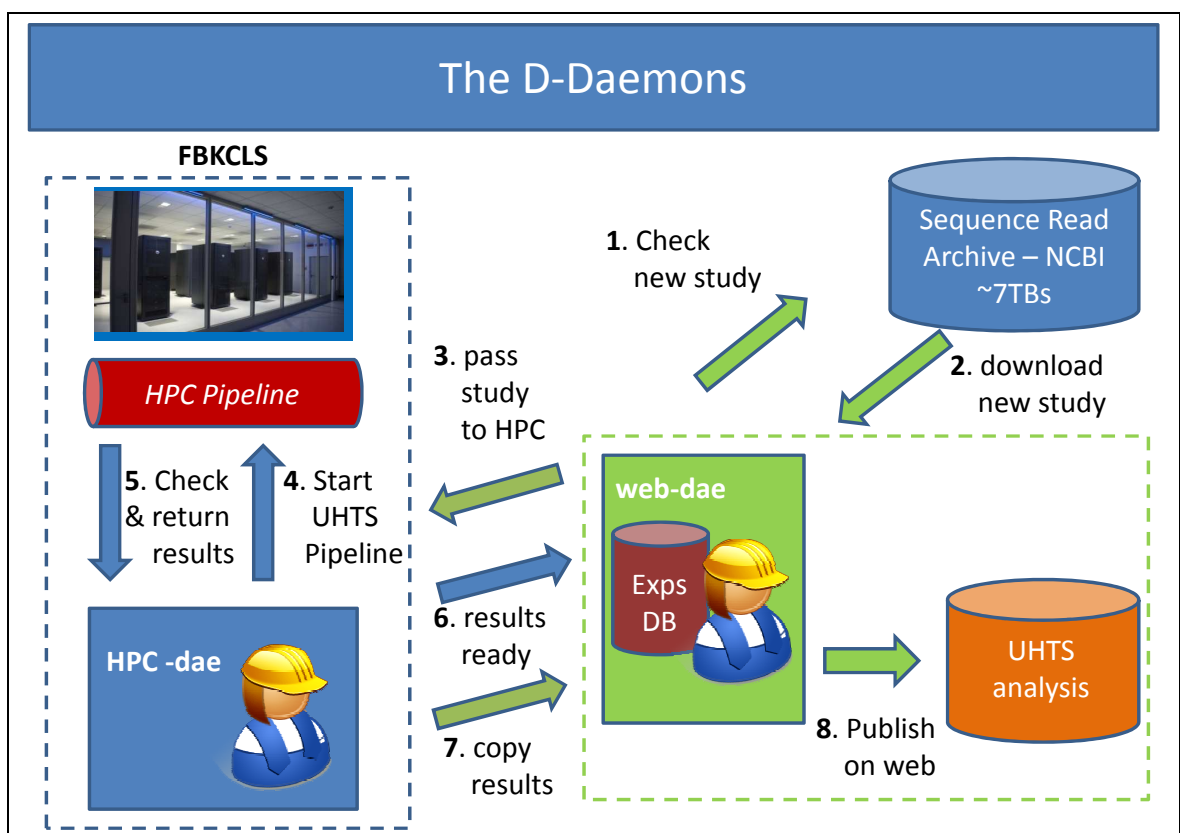 The D-Daemons
FBKCLS
Sequence Read
Archive – NCBI
~7TBs
1. Check
new study
2. download
new study
HPC Pipeline
3. pass
study
to HPC
5. Check
& return
results
4. Start
UHTS
Pipeline
web-dae
Exps
DB
6. results
ready
HPC -dae
UHTS
analysis
7. copy
results
8. Publish
on web